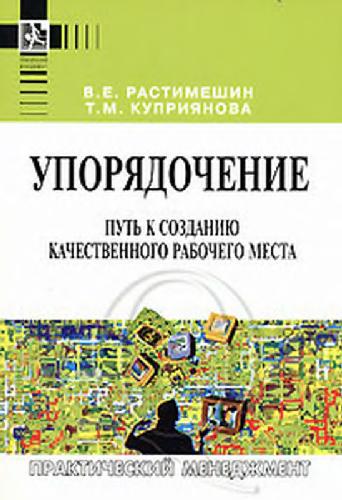 В.Е. РАСТИМЕШИН
Т.М. КУПРИЯНОВА
УПОРЯДОЧЕНИЕ
ПУТЬ К СОЗДАНИЮ
КАЧЕСТВЕННОГО РАБОЧЕГО МЕСТА
ПРАКТИЧЕСКИЙ МЕНЕДЖМЕНТ